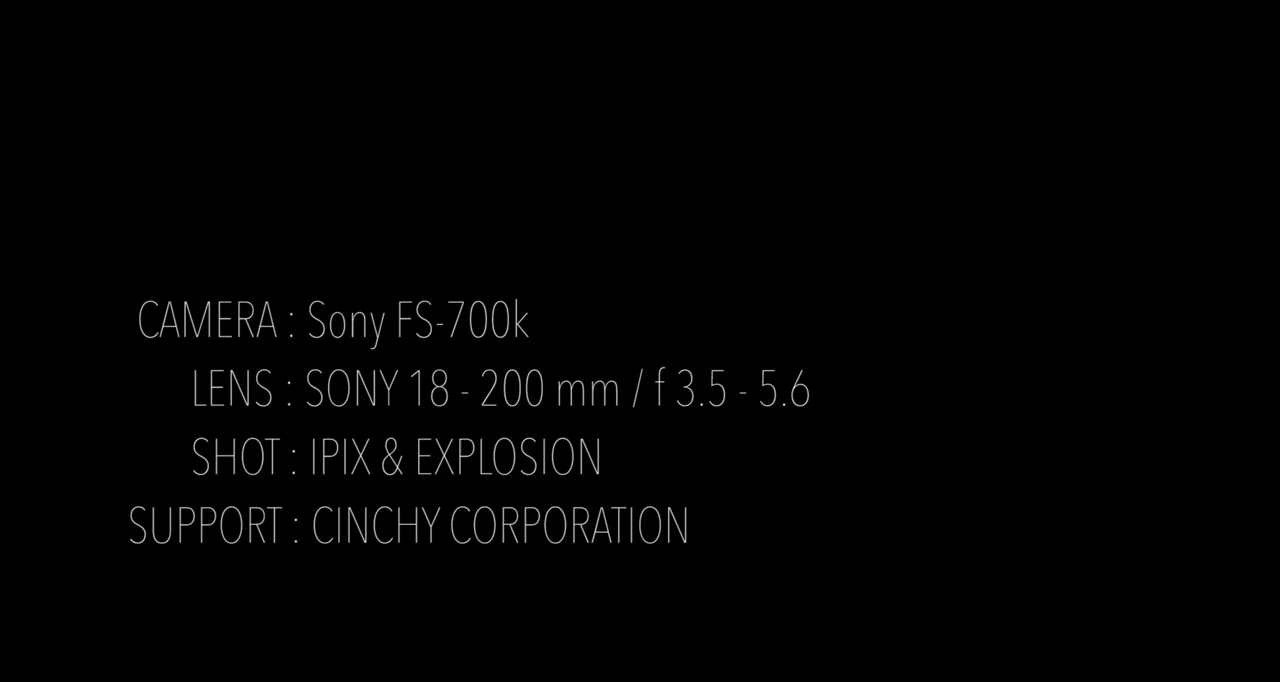 CAMERA : Sony FS-700k
LENS : SONY 18 - 200 mm / f 3.5 - 5.6
SHOT : IPIX & EXPLOSION
SUPPORT : CINCHY CORPORATION